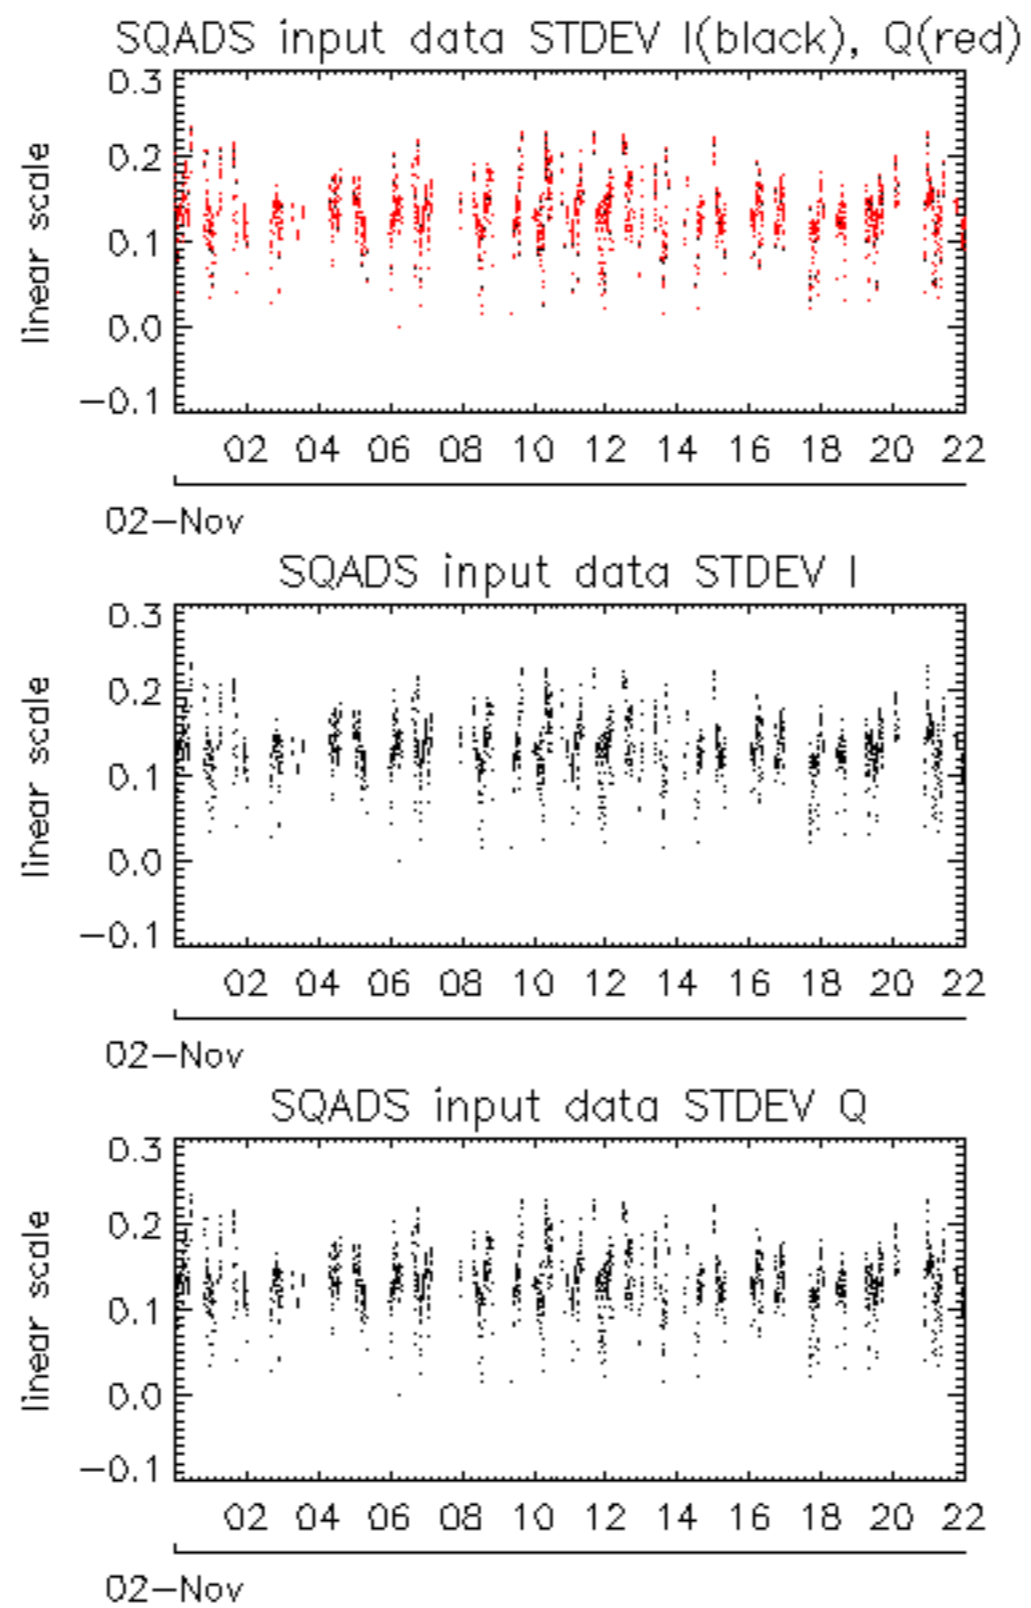 SQADS input data STDEV I(black), Q(red)
0.3
0.2
0.1
0.0
−0.1
linear scale
02 04 06 08 10 12 14 16 18 20 22
02−Nov
SQADS input data STDEV I
0.3
0.2
0.1
0.0
−0.1
linear scale
02 04 06 08 10 12 14 16 18 20 22
02−Nov
SQADS input data STDEV Q
0.3
0.2
0.1
0.0
−0.1
linear scale
02 04 06 08 10 12 14 16 18 20 22
02−Nov